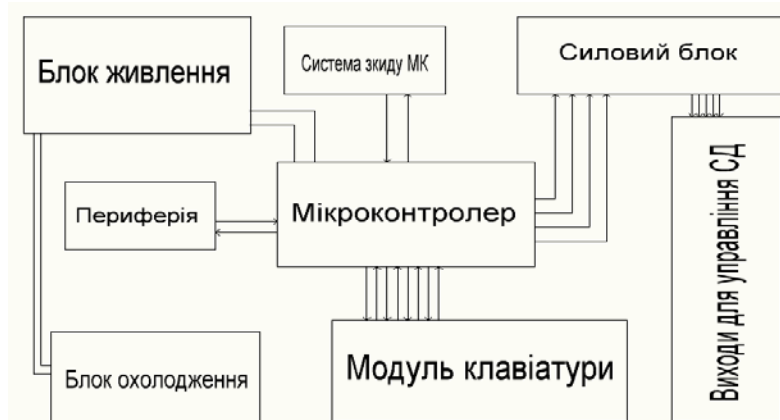 Блок живлення
Система зкиду МК
Силовий блок
Периферія
Мікроконтролер
Виходи для управління СД
Блок охолодження
Модуль клавіатури